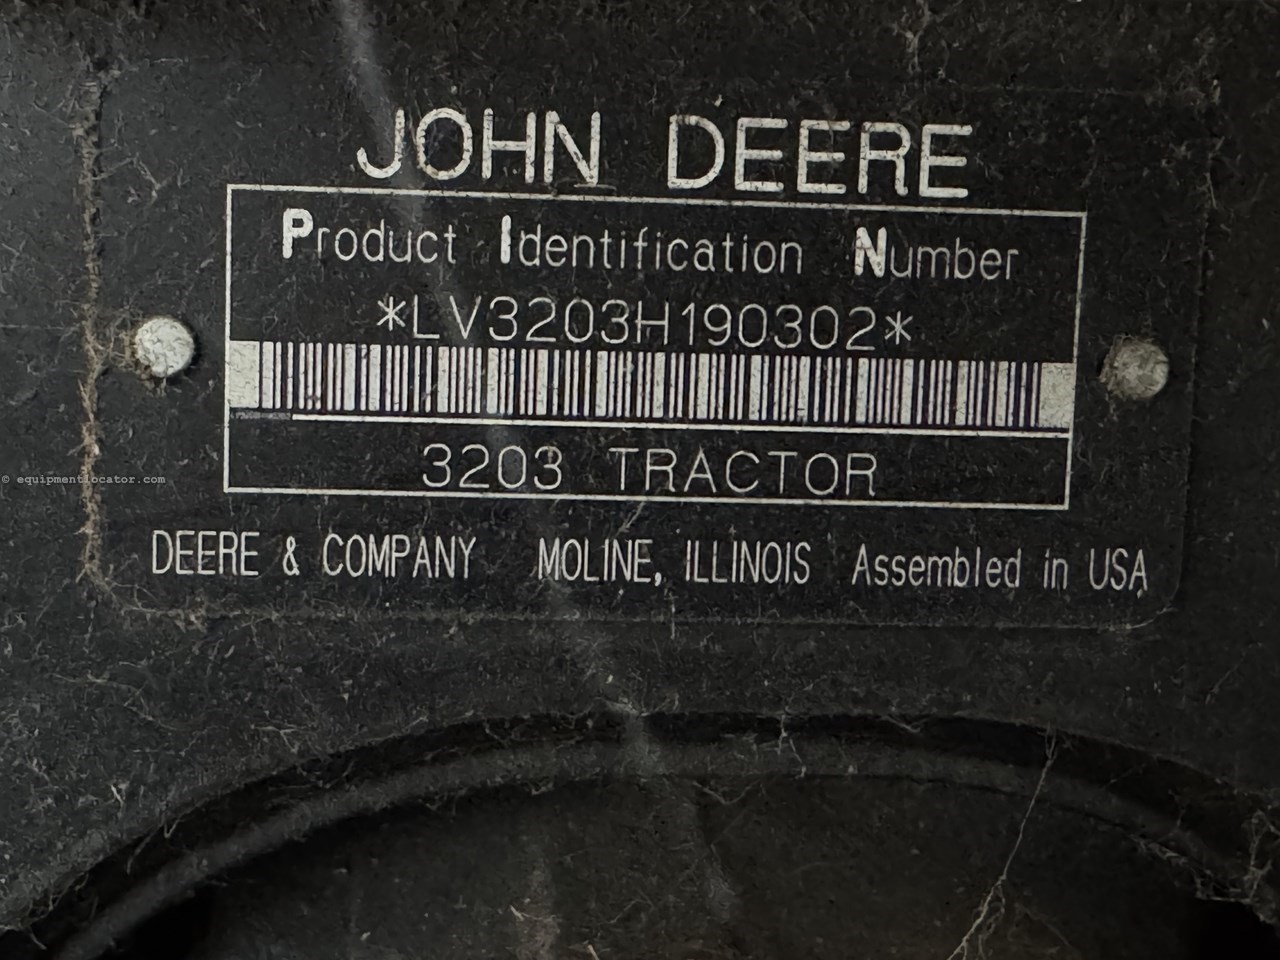 JOHN DEERE
Product Identification Number
*LV3203H190302*
3203 TRACTOR
DEERE & COMPANY MOLINE, ILLINOIS Assembled in USA
© equipmentlocator.com